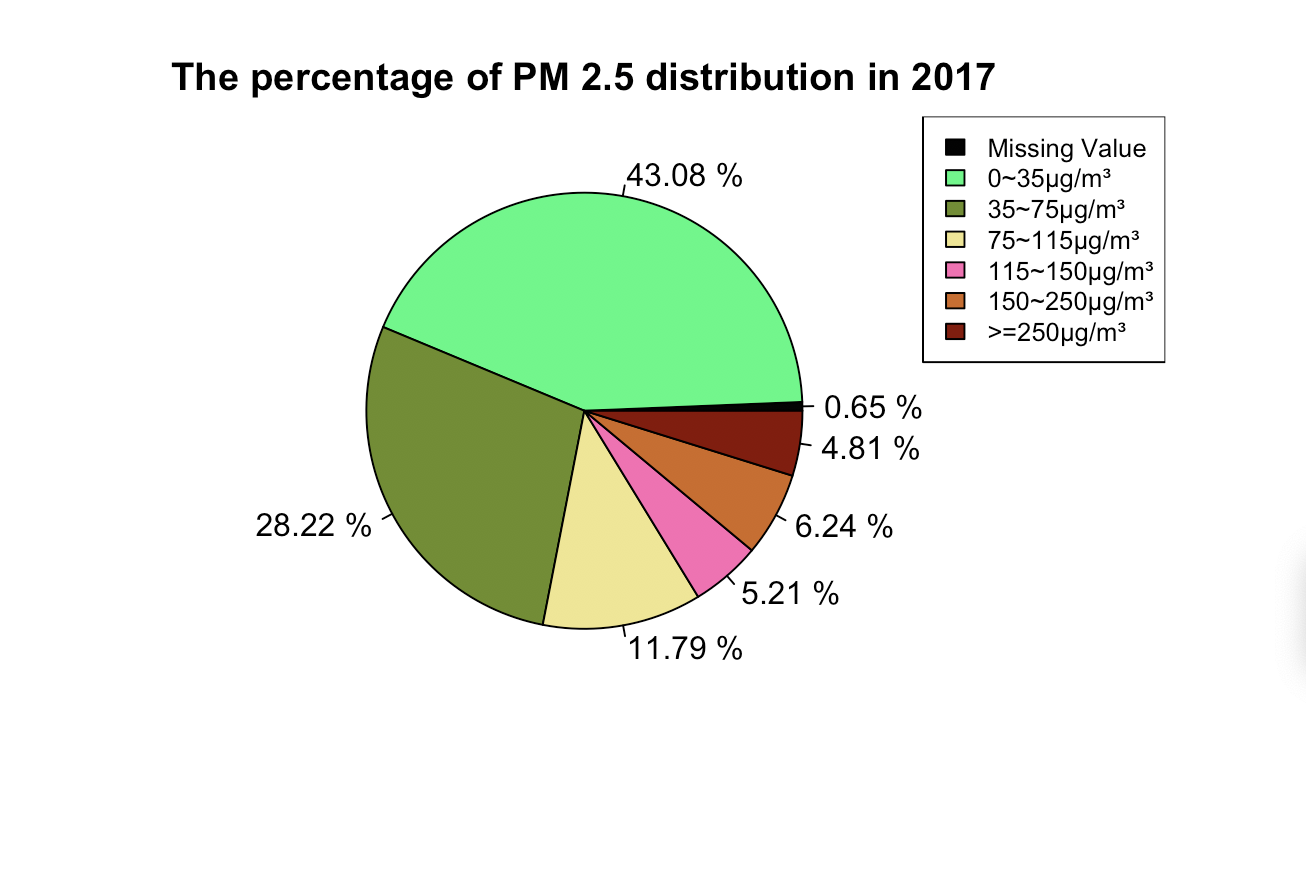 The percentage of PM 2.5 distribution in 2017
Missing Value
0~35µg/m³
35~75µg/m³
75~115µg/m³
115~150µg/m³
150~250µg/m³
>=250µg/m³
43.08 %
0.65 %
4.81 %
6.24 %
28.22 %
5.21 %
11.79 %